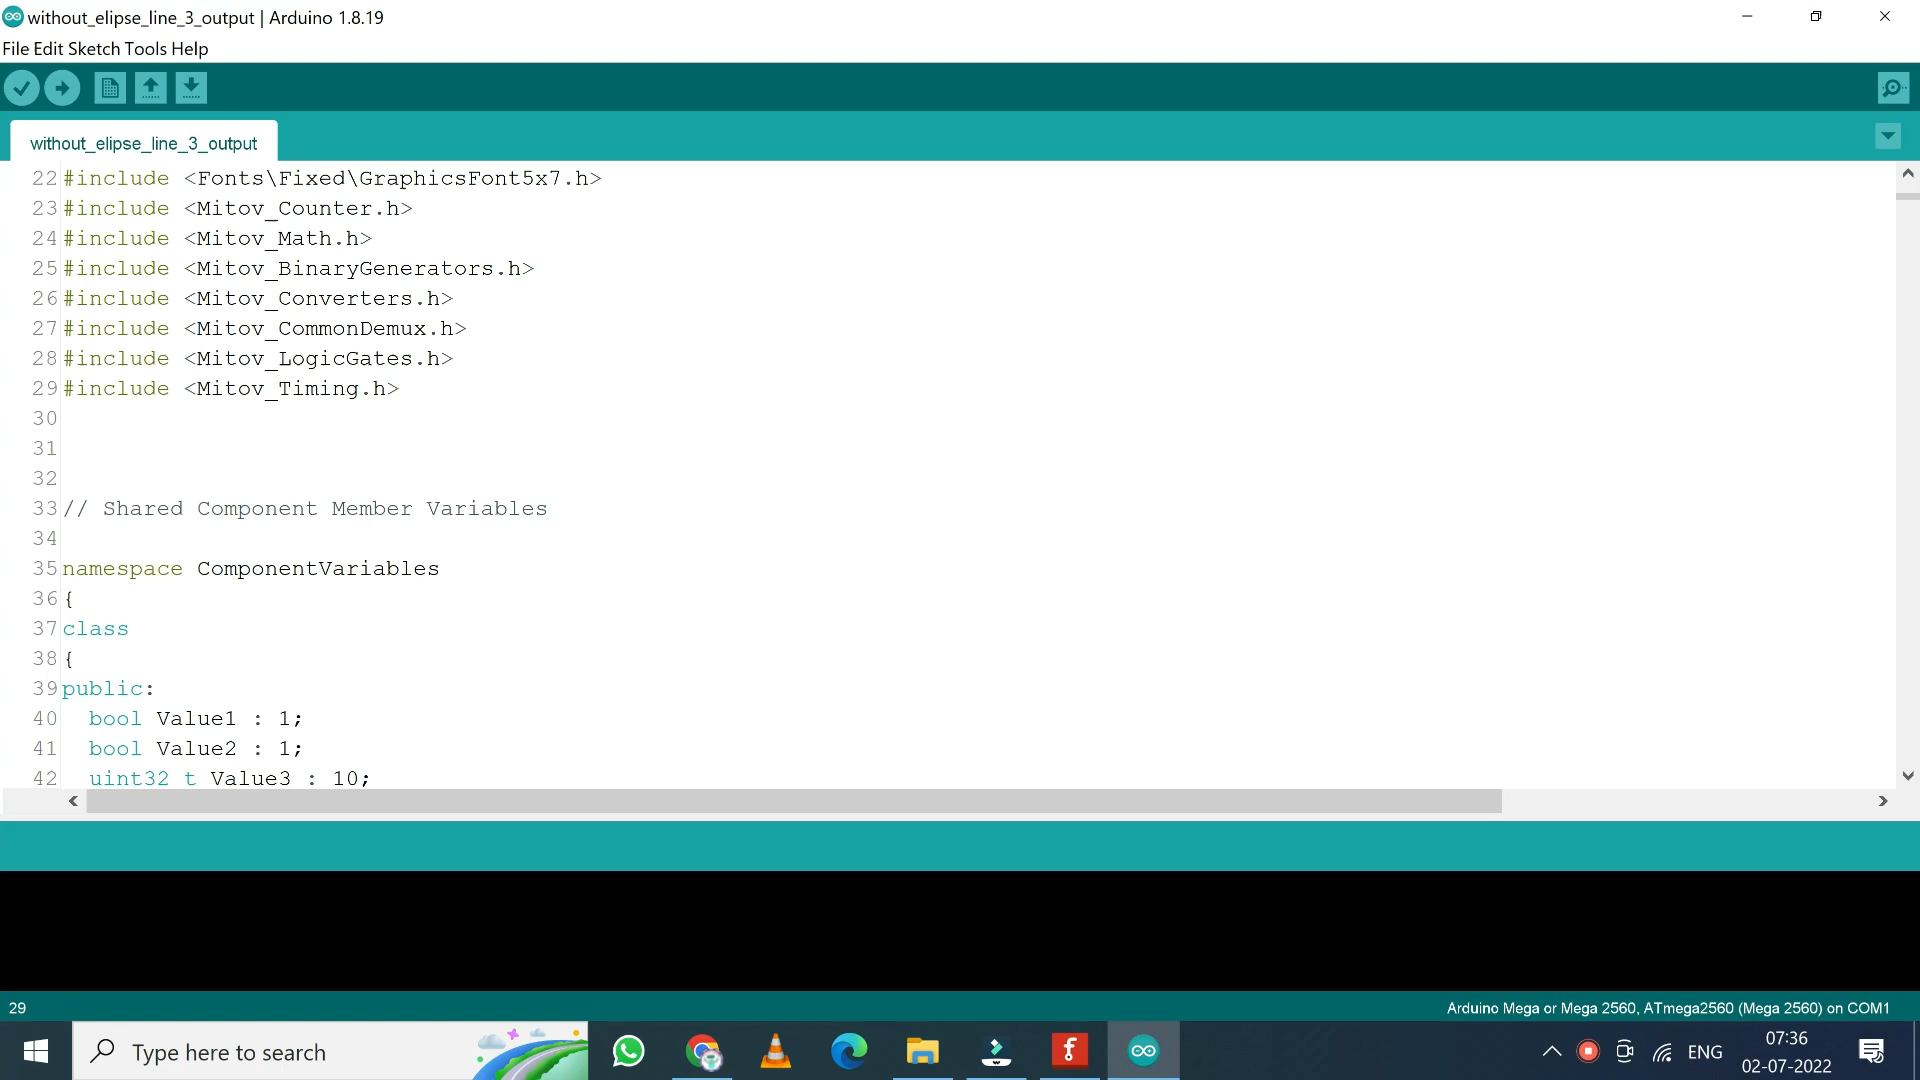 without_elipse_line_3_output | Arduino 1.8.19
File Edit Sketch Tools Help
without_elipse_line_3_output
22 #include <Fonts\Fixed\GraphicsFont5x7.h>
23 #include <Mitov_Counter.h>
24 #include <Mitov_Math.h>
25 #include <Mitov_BinaryGenerators.h>
26 #include <Mitov_Converters.h>
27 #include <Mitov_CommonDemux.h>
28 #include <Mitov_LogicGates.h>
29 #include <Mitov_Timing.h>
30
31
32
33 // Shared Component Member Variables
34
35 namespace ComponentVariables
36 {
37 class
38 {
39 public:
40 bool Value1 : 1;
41 bool Value2 : 1;
42 uint32 t Value3 : 10;
29
Arduino Mega or Mega 2560, ATmega2560 (Mega 2560) on COM1
Type here to search
ENG
07:36
02-07-2022